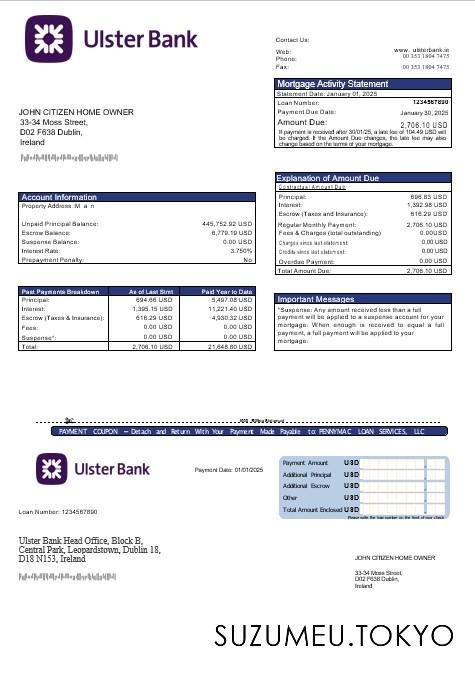 Ulster Bank
Contact Us:
Web: www. ulsterbank.ie
Phone: 00 353 1804 7475
Fax: 00 353 1804 7475
Mortgage Activity Statement
Statement Date: January 01, 2025
Loan Number: 1234567890
Payment Due Date January 30, 2025
Amount Due: 2,706.10 USD
If payment is received after 30/01/25, a late fee of 104.49 USD will
be charged. If the Amount Due changes, the late fee may also
change based on the terms of your mortgage.
JOHN CITIZEN HOME OWNER
33-34 Moss Street,
D02 F638 Dublin,
Ireland
Explanation of Amount Due
Contractual Amount Due
Principal: 696.83 USD
Interest: 1,392.98 USD
Escrow (Taxes and Insurance): 616.29 USD
Regular Monthly Payment: 2,706.10 USD
Fees & Charges (total outstanding) 0.00USD
Charges since last statement: 0.00 USD
Credits since last statement: 0.00 USD
Overdue Payment: 0.00 USD
Total Amount Due: 2,706.10 USD
Account Information
Property Address: M a n
Unpaid Principal Balance: 445,752.92 USD
Escrow Balance: 6,779.19 USD
Suspense Balance: 0.00 USD
Interest Rate: 3.750%
Prepayment Penalty: No
Past Payments Breakdown As of Last Stmt Paid Year to Date
Principal: 694.66 USD 5,497.08 USD
Interest: 1,395.15 USD 11,221.40 USD
Escrow (Taxes & Insurance): 616.29 USD 4,930.32 USD
Fees: 0.00 USD 0.00 USD
Suspense*: 0.00 USD 0.00 USD
Total: 2,706.10 USD 21,648.80 USD
Important Messages
*Suspense: Any amount received less than a full
payment will be applied to a suspense account for your
mortgage. When enough is received to equal a full
payment, a full payment will be applied to your
mortgage.
PAYMENT COUPON - Detach and Return With Your Payment Made Payable to: PENNYMAC LOAN SERVICES, LLC
Ulster Bank
Payment Date: 01/01/2025
Payment Amount USD
Additional Principal USD
Additional Escrow USD
Other USD
Total Amount Enclosed USD
Please write the loan number on the front of your check.
Loan Number: 1234567890
Ulster Bank Head Office, Block B,
Central Park, Leopardstown, Dublin 18,
D18 N153, Ireland
JOHN CITIZEN HOME OWNER
33-34 Moss Street,
D02 F638 Dublin,
Ireland
SUZUMEU.TOKYO